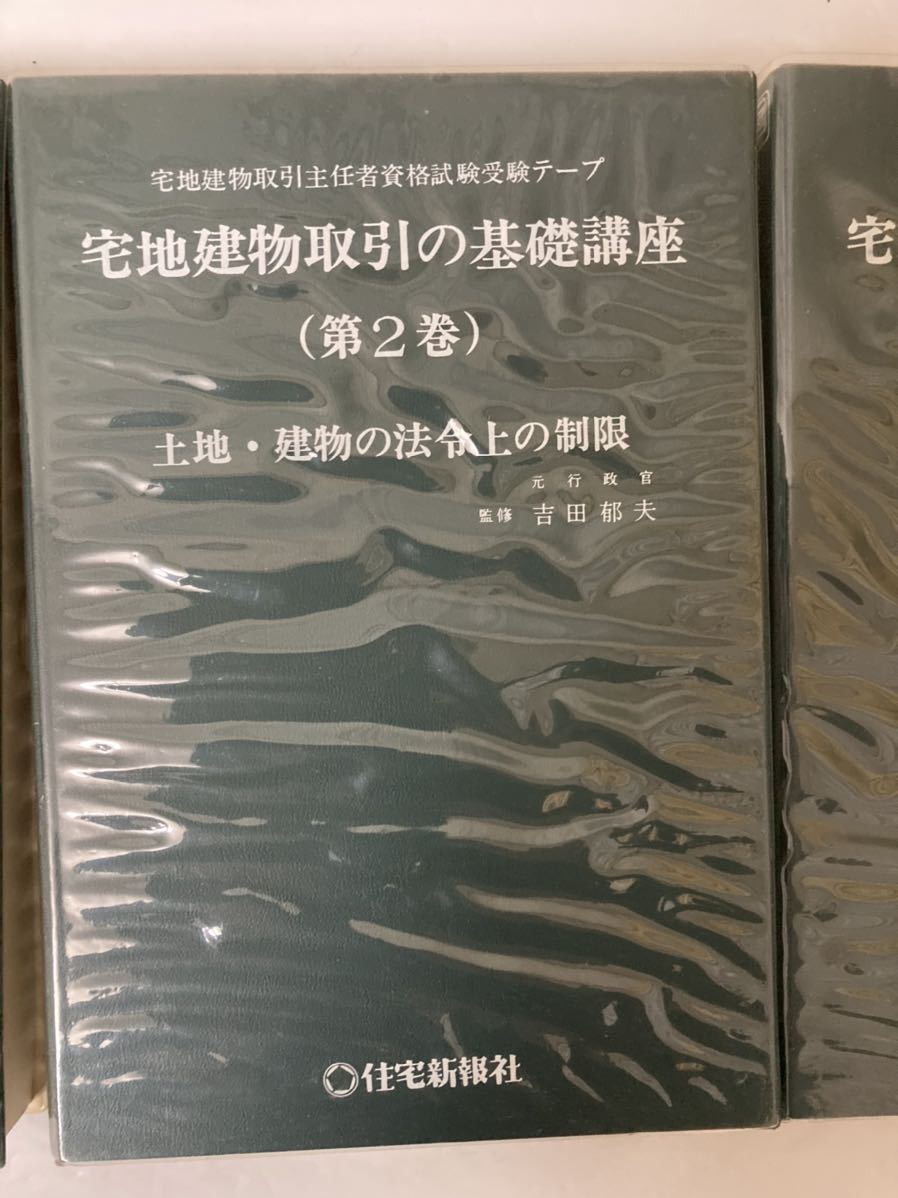 宅地建物取引主任者資格試験受験テープ
宅地建物取引の基礎講座
（第２巻）
土地・建物の法令上の制限
元行政官
監修 吉田郁夫
住宅新報社
宅